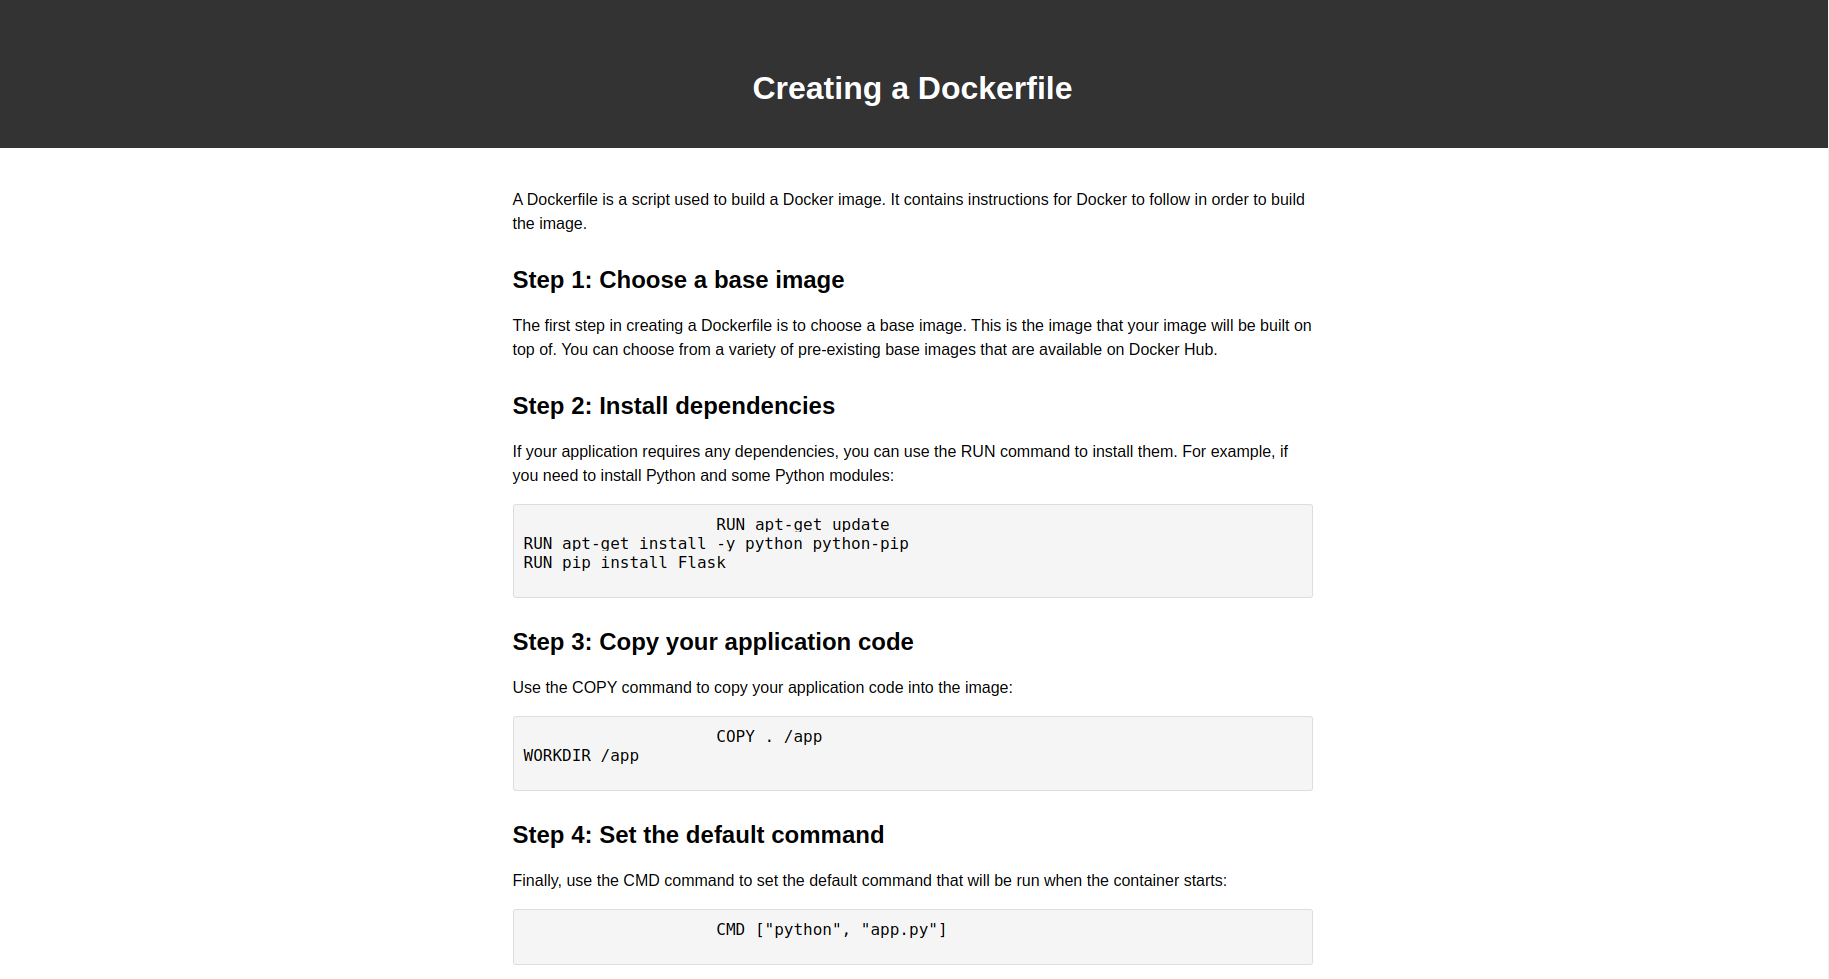 Creating a Dockerfile
A Dockerfile is a script used to build a Docker image. It contains instructions for Docker to follow in order to build
the image.
Step 1: Choose a base image
The first step in creating a Dockerfile is to choose a base image. This is the image that your image will be built on
top of. You can choose from a variety of pre-existing base images that are available on Docker Hub.
Step 2: Install dependencies
If your application requires any dependencies, you can use the RUN command to install them. For example, if
you need to install Python and some Python modules:
RUN apt-get update
RUN apt-get install -y python python-pip
RUN pip install Flask
Step 3: Copy your application code
Use the COPY command to copy your application code into the image:
COPY . /app
WORKDIR /app
Step 4: Set the default command
Finally, use the CMD command to set the default command that will be run when the container starts:
CMD ["python", "app.py"]